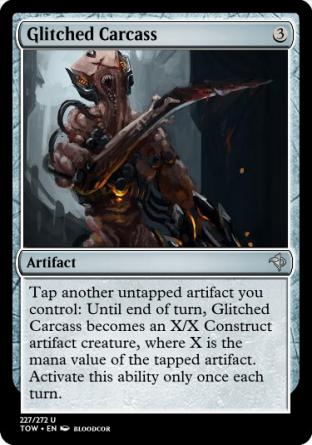 Glitched Carcass 3
Artifact
Tap another untapped artifact you
control: Until end of turn, Glitched
Carcass becomes an X/X Construct
artifact creature, where X is the
mana value of the tapped artifact.
Activate this ability only once each
turn.
227/272 U
TOW • EN BLOODCOR